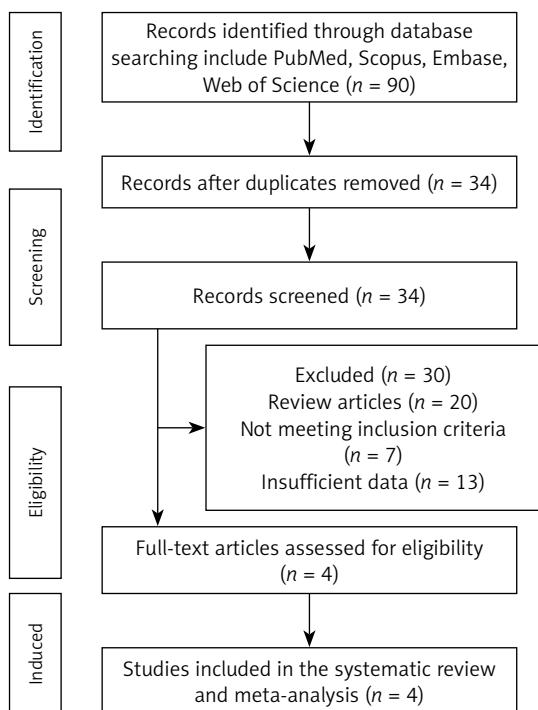 Identification
Records identified through database
searching include PubMed, Scopus, Embase,
Web of Science (n = 90)
Records after duplicates removed (n = 34)
Screening
Records screened (n = 34)
Excluded (n = 30)
Review articles (n = 20)
Not meeting inclusion criteria
(n = 7)
Insufficient data (n = 13)
Eligibility
Full-text articles assessed for eligibility
(n = 4)
Induced
Studies included in the systematic review
and meta-analysis (n = 4)